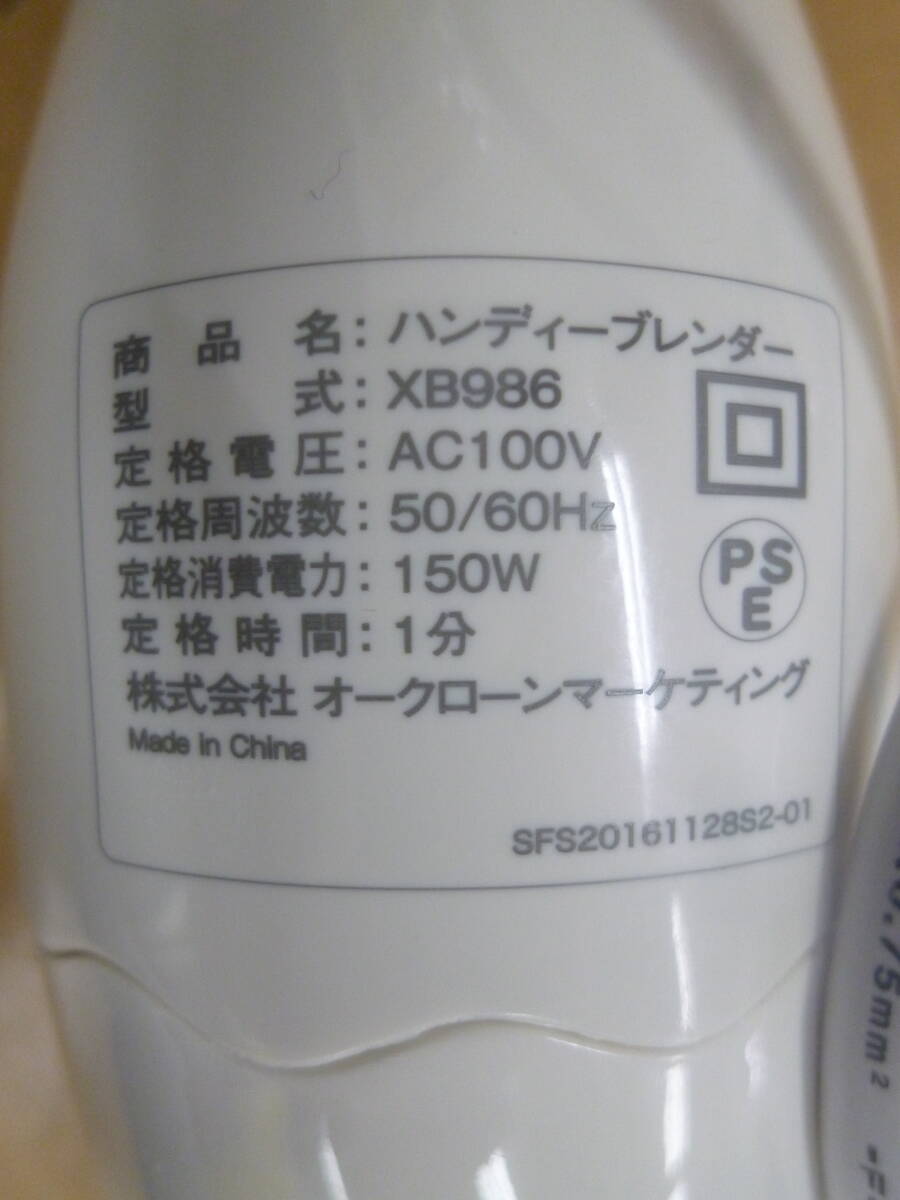 商品名：ハンディーブレンダー
型式：XB986
定格電圧：AC100V
定格周波数：50/60Hz
定格消費電力：150W
定格時間：1分
PSE
株式会社 オークローンマーケティング
Made in China
SFS20161128S2-01
.75mm²